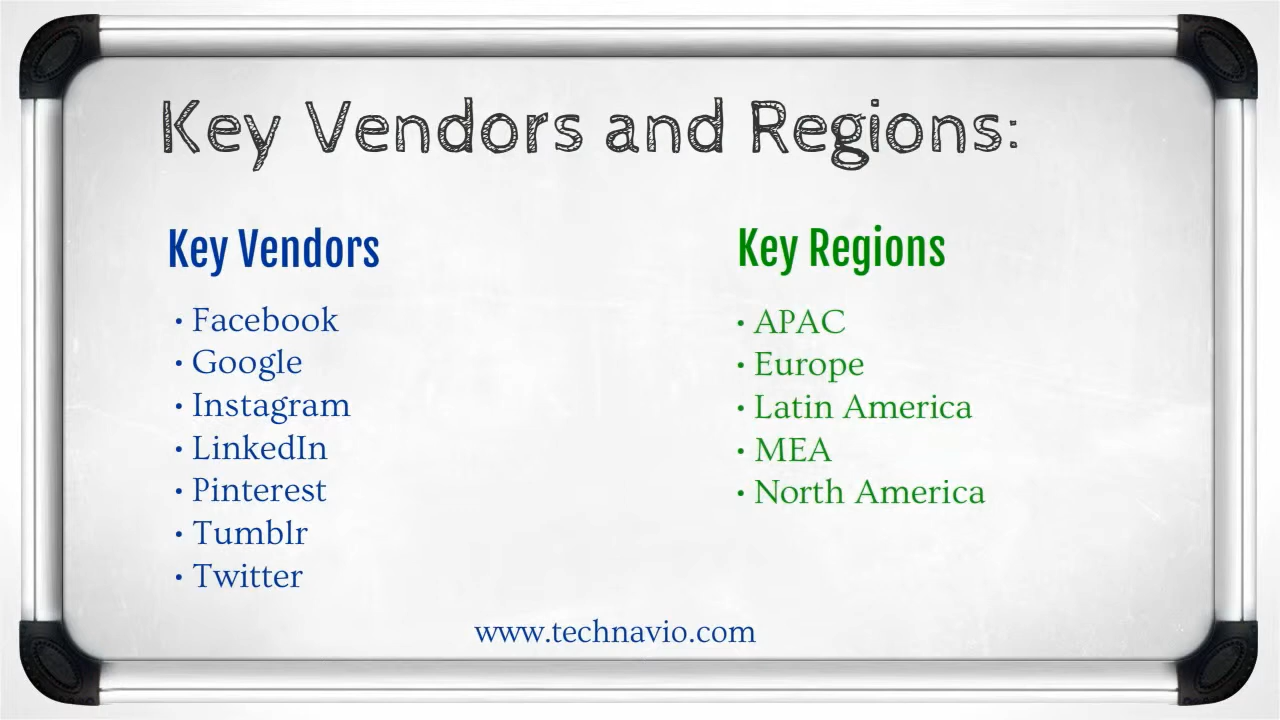 Key Vendors and Regions:
Key Vendors
• Facebook
• Google
• Instagram
• LinkedIn
• Pinterest
• Tumblr
• Twitter
Key Regions
• APAC
• Europe
• Latin America
• MEA
• North America
www.technavio.com